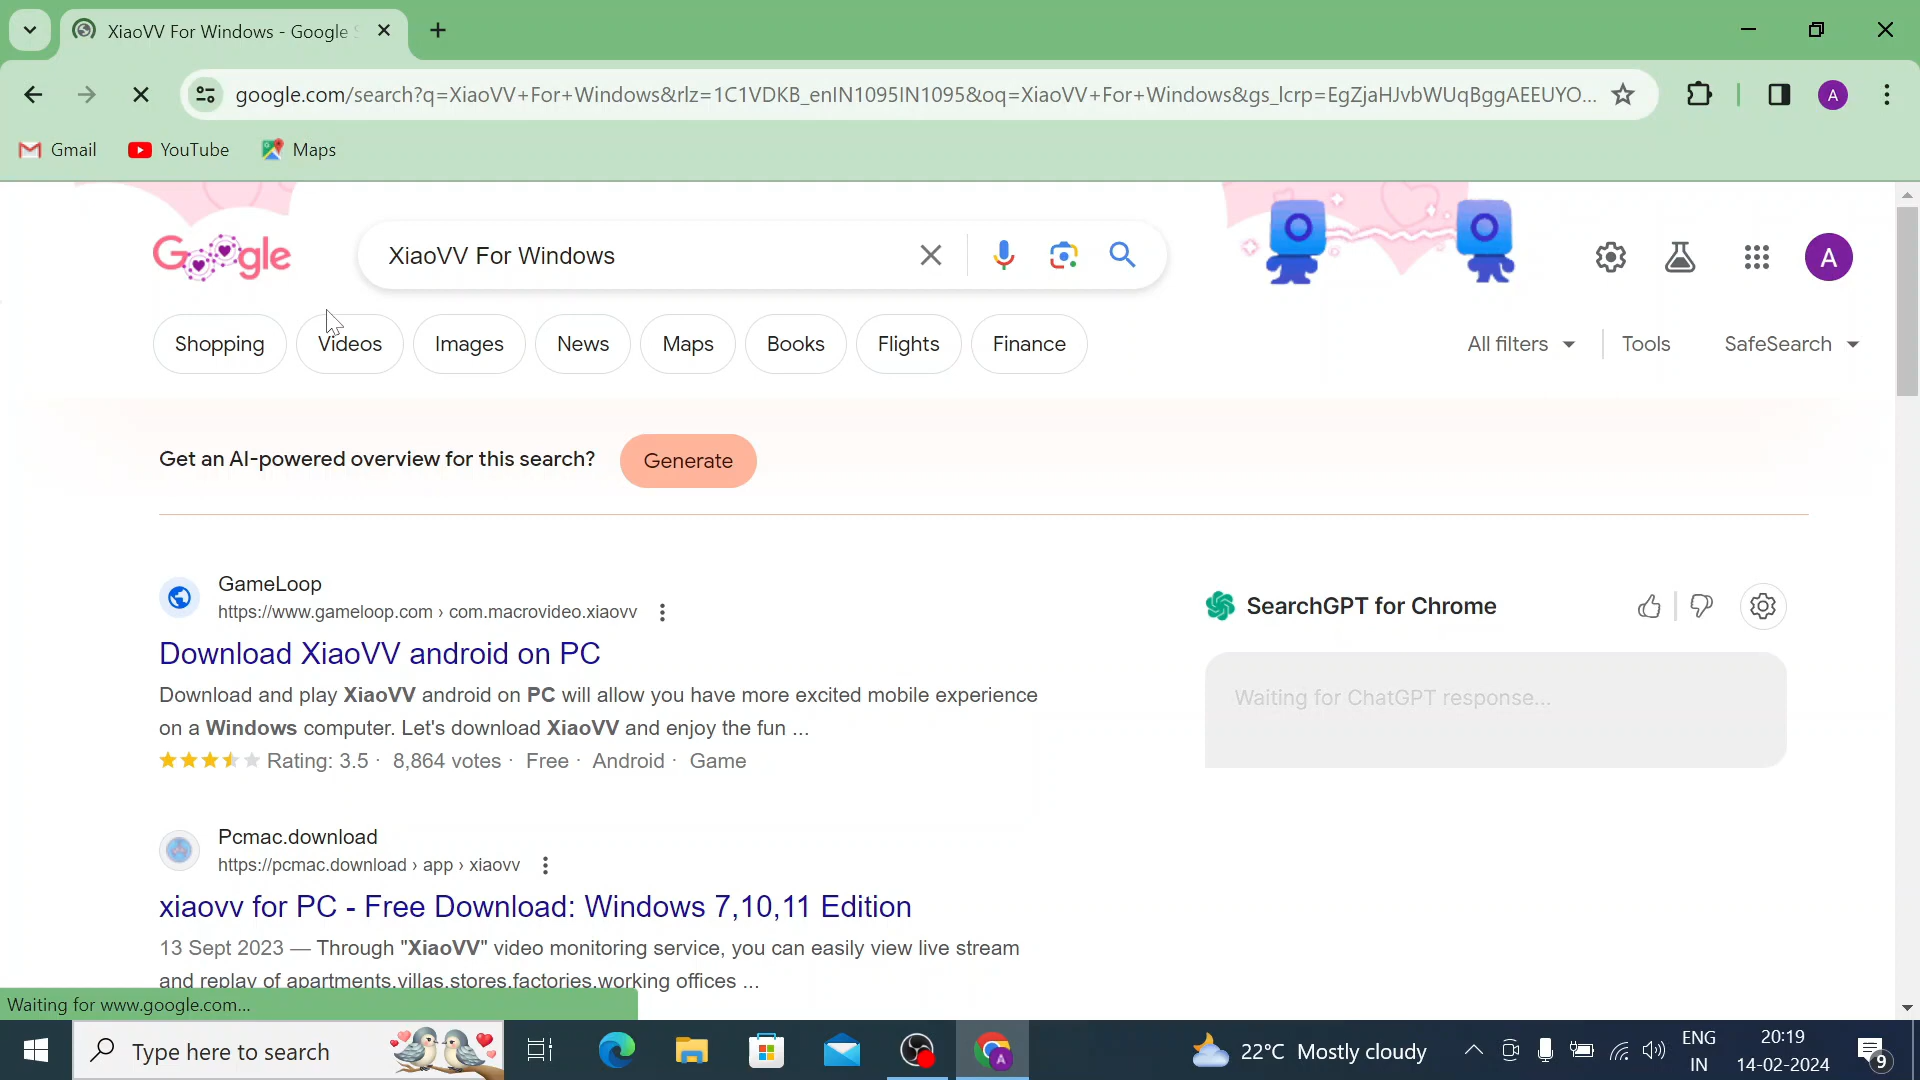 XiaoVV For Windows - Google S
google.com/search?q=XiaoVV+For+Windows&rlz=1C1VDKB_enIN1095IN1095&oq=XiaoVV+For+Windows&gs_lcrp=EgZjaHJvbWUqBggAEEUYO...
A
Gmail
YouTube
Maps
Google
XiaoVV For Windows
A
Shopping
Videos
Images
News
Maps
Books
Flights
Finance
All filters
Tools
SafeSearch
Get an AI-powered overview for this search?
Generate
GameLoop
https://www.gameloop.com › com.macrovideo.xiaovv
Download XiaoVV android on PC
Download and play XiaoVV android on PC will allow you have more excited mobile experience
on a Windows computer. Let's download XiaoVV and enjoy the fun ...
Rating: 3.5 · 8,864 votes · Free · Android · Game
SearchGPT for Chrome
Waiting for ChatGPT response...
Pcmac.download
https://pcmac.download › app › xiaovv
xiaovv for PC - Free Download: Windows 7,10,11 Edition
13 Sept 2023 — Through "XiaoVV" video monitoring service, you can easily view live stream
and replay of apartments,villas,stores,factories,working offices ...
Waiting for www.google.com...
Type here to search
A
22°C Mostly cloudy
ENG
IN
20:19
14-02-2024
9